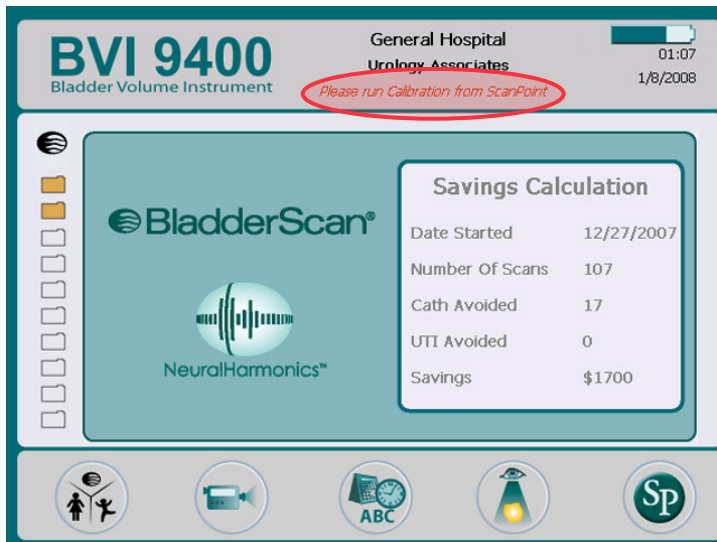 BVI 9400
Bladder Volume Instrument
General Hospital
Urology Associates
Please run Calibration from ScanPoint
01:07
1/8/2008
BladderScan®
NeuralHarmonics™
Savings Calculation
Date Started 12/27/2007
Number Of Scans 107
Cath Avoided 17
UTI Avoided 0
Savings $1700
ABC
SP